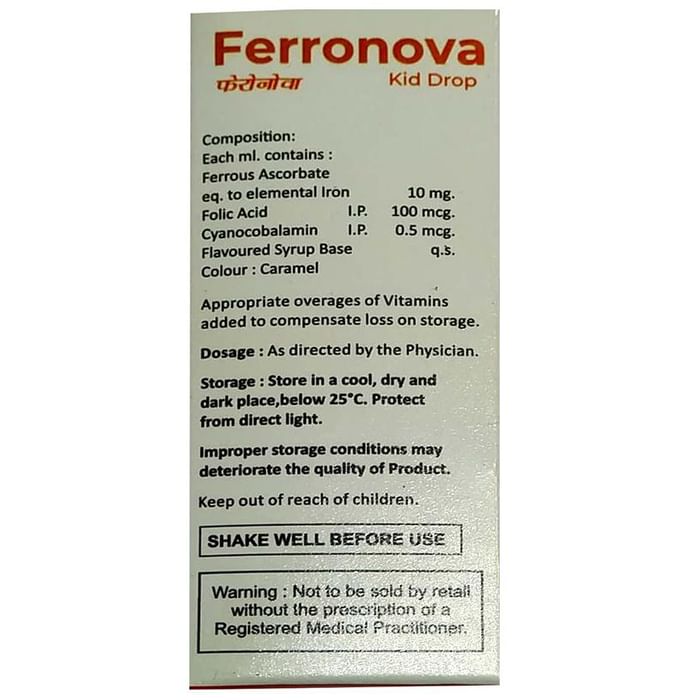 Ferronova
फेरोनोवा Kid Drop
Composition:
Each ml. contains :
Ferrous Ascorbate
eq. to elemental Iron 10 mg.
Folic Acid I.P. 100 mcg.
Cyanocobalamin I.P. 0.5 mcg.
Flavoured Syrup Base q.s.
Colour : Caramel
Appropriate overages of Vitamins
added to compensate loss on storage.
Dosage : As directed by the Physician.
Storage : Store in a cool, dry and
dark place,below 25°C. Protect
from direct light.
Improper storage conditions may
deteriorate the quality of Product.
Keep out of reach of children.
SHAKE WELL BEFORE USE
Warning : Not to be sold by retail
without the prescription of a
Registered Medical Practitioner.